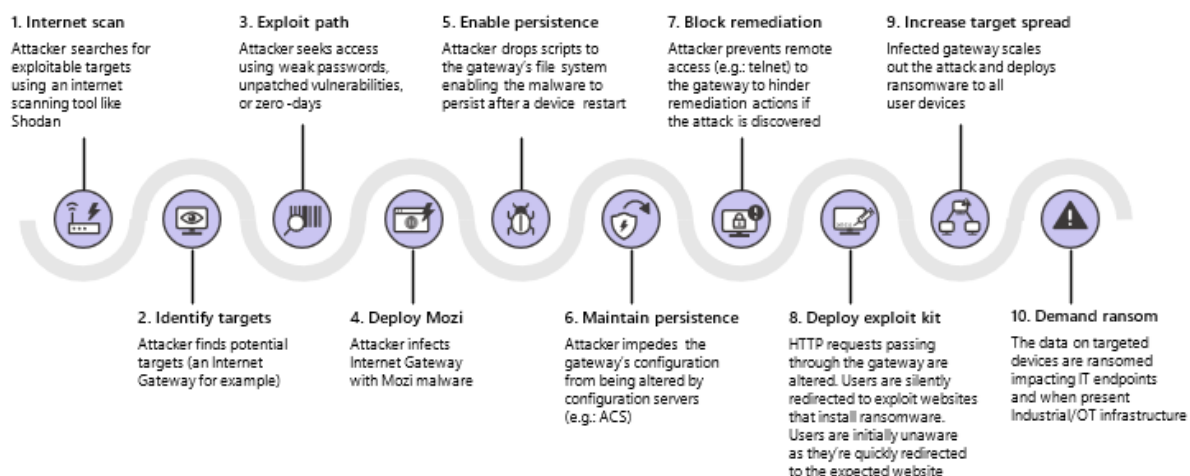 1. Internet scan
Attacker searches for
exploitable targets
using an internet
scanning tool like
Shodan
2. Identify targets
Attacker finds potential
targets (an Internet
Gateway for example)
3. Exploit path
Attacker seeks access
using weak passwords,
unpatched vulnerabilities,
or zero -days
4. Deploy Mozi
Attacker infects
Internet Gateway
with Mozi malware
5. Enable persistence
Attacker drops scripts to
the gateway's file system
enabling the malware to
persist after a device restart
6. Maintain persistence
Attacker impedes the
gateway's configuration
from being altered by
configuration servers
(e.g.: ACS)
7. Block remediation
Attacker prevents remote
access (e.g.: telnet) to
the gateway to hinder
remediation actions if
the attack is discovered
8. Deploy exploit kit
HTTP requests passing
through the gateway are
altered. Users are silently
redirected to exploit websites
that install ransomware.
Users are initially unaware
as they're quickly redirected
to the expected website
9. Increase target spread
Infected gateway scales
out the attack and deploys
ransomware to all
user devices
10. Demand ransom
The data on targeted
devices are ransomed
impacting IT endpoints
and when present
Industrial/OT infrastructure